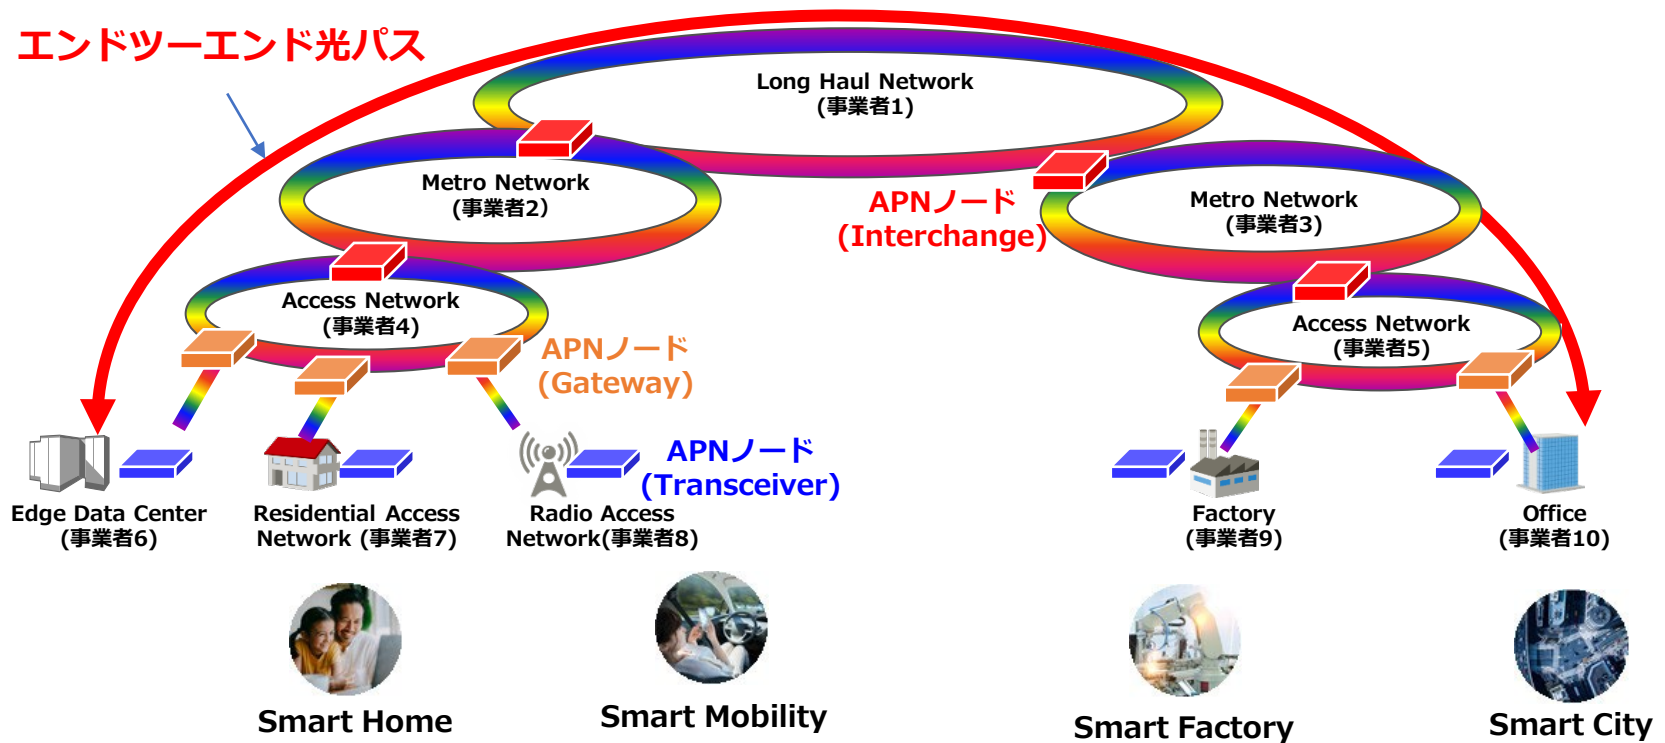 エンドツーエンド光パス
Long Haul Network
(事業者1)
Metro Network
(事業者2)
APNノード
(Interchange)
Metro Network
(事業者3)
Access Network
(事業者4)
APNノード
(Gateway)
Access Network
(事業者5)
APNノード
(Transceiver)
Edge Data Center
(事業者6)
Residential Access
Network (事業者7)
Radio Access
Network(事業者8)
Factory
(事業者9)
Office
(事業者10)
Smart Home
Smart Mobility
Smart Factory
Smart City